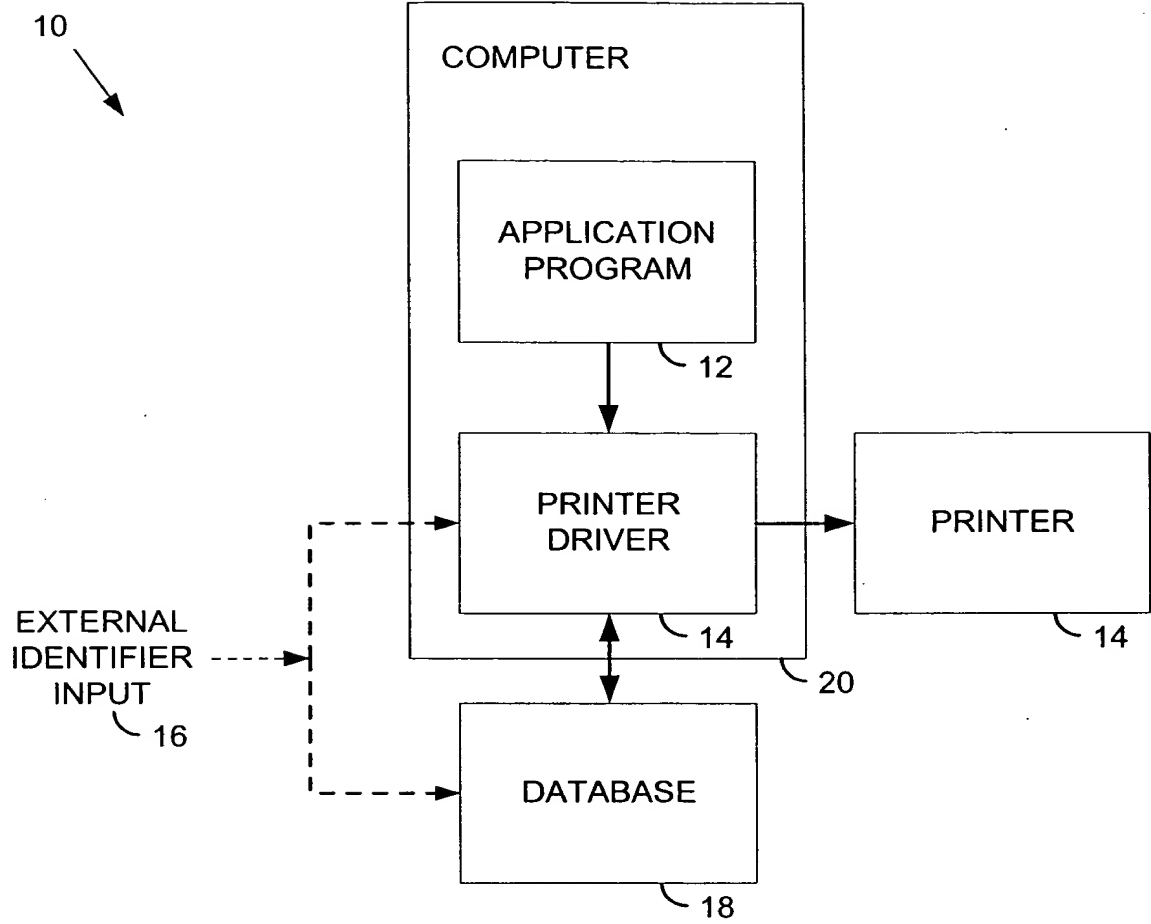 10
COMPUTER
APPLICATION
PROGRAM
12
PRINTER
DRIVER
14
PRINTER
14
EXTERNAL
IDENTIFIER
INPUT
16
20
DATABASE
18